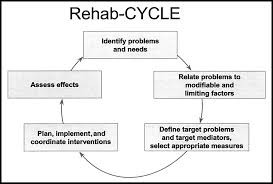 Rehab-CYCLE
Identify problems
and needs
Relate problems to
modifiable and
limiting factors
Define target problems
and target mediators,
select appropriate measures
Plan, implement, and
coordinate interventions
Assess effects